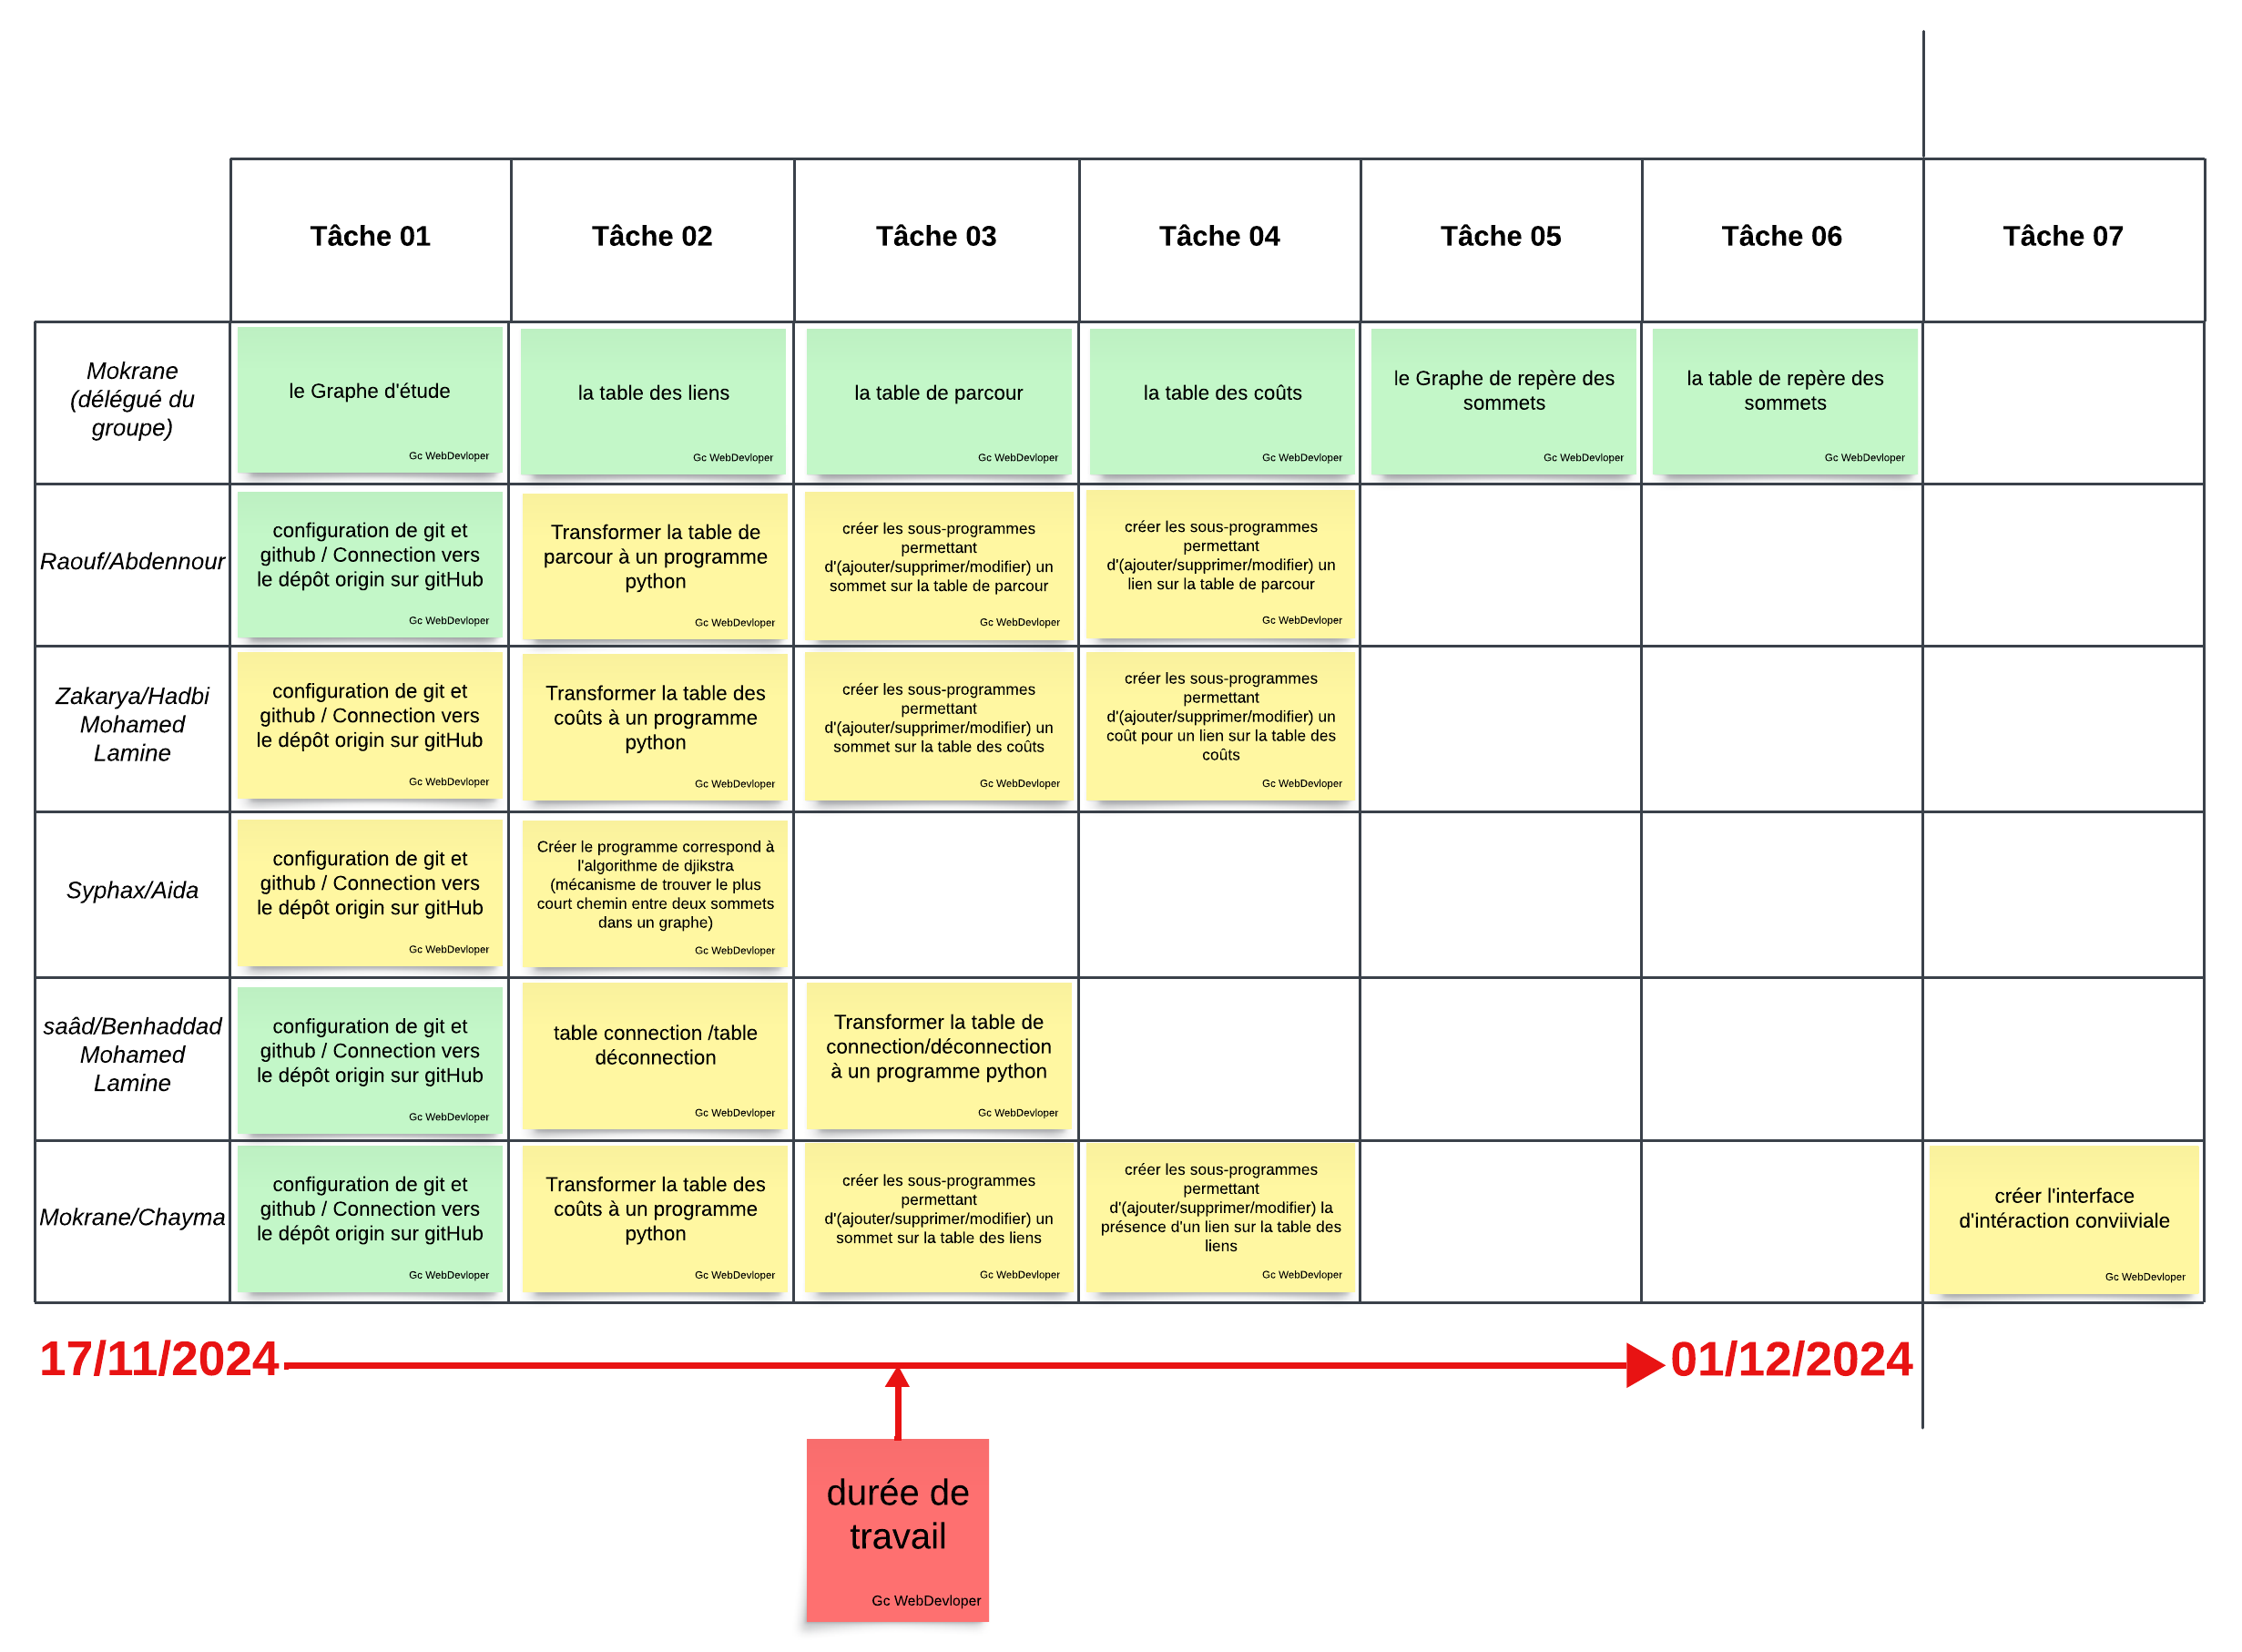 Tâche 01
Tâche 02
Tâche 03
Tâche 04
Tâche 05
Tâche 06
Tâche 07
Mokrane
(délégué du
groupe)
le Graphe d'étude
Gc WebDevloper
la table des liens
Gc WebDevloper
la table de parcour
Gc WebDevloper
la table des coûts
Gc WebDevloper
le Graphe de repère des
sommets
Gc WebDevloper
la table de repère des
sommets
Gc WebDevloper
Raouf/Abdennour
configuration de git et
github / Connection vers
le dépôt origin sur gitHub
Gc WebDevloper
Transformer la table de
parcour à un programme
python
Gc WebDevloper
créer les sous-programmes
permettant
d'(ajouter/supprimer/modifier) un
sommet sur la table de parcour
Gc WebDevloper
créer les sous-programmes
permettant
d'(ajouter/supprimer/modifier) un
lien sur la table de parcour
Gc WebDevloper
Zakarya/Hadbi
Mohamed
Lamine
configuration de git et
github / Connection vers
le dépôt origin sur gitHub
Gc WebDevloper
Transformer la table des
coûts à un programme
python
Gc WebDevloper
créer les sous-programmes
permettant
d'(ajouter/supprimer/modifier) un
sommet sur la table des coûts
Gc WebDevloper
créer les sous-programmes
permettant
d'(ajouter/supprimer/modifier) un
coût pour un lien sur la table des
coûts
Gc WebDevloper
Syphax/Aida
configuration de git et
github / Connection vers
le dépôt origin sur gitHub
Gc WebDevloper
Créer le programme correspond à
l'algorithme de djikstra
(mécanisme de trouver le plus
court chemin entre deux sommets
dans un graphe)
Gc WebDevloper
saâd/Benhaddad
Mohamed
Lamine
configuration de git et
github / Connection vers
le dépôt origin sur gitHub
Gc WebDevloper
table connection /table
déconnection
Gc WebDevloper
Transformer la table de
connection/déconnection
à un programme python
Gc WebDevloper
Mokrane/Chayma
configuration de git et
github / Connection vers
le dépôt origin sur gitHub
Gc WebDevloper
Transformer la table des
coûts à un programme
python
Gc WebDevloper
créer les sous-programmes
permettant
d'(ajouter/supprimer/modifier) un
sommet sur la table des liens
Gc WebDevloper
créer les sous-programmes
permettant
d'(ajouter/supprimer/modifier) la
présence d'un lien sur la table des
liens
Gc WebDevloper
créer l'interface
d'intéraction conviiviale
Gc WebDevloper
17/11/2024
01/12/2024
durée de
travail
Gc WebDevloper